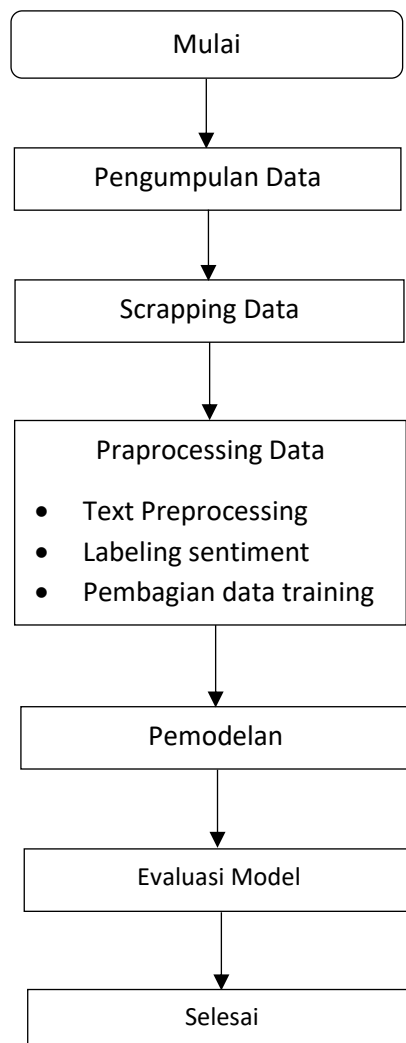 Mulai
Pengumpulan Data
Scrapping Data
Praprocessing Data
• Text Preprocessing
• Labeling sentiment
• Pembagian data training
Pemodelan
Evaluasi Model
Selesai